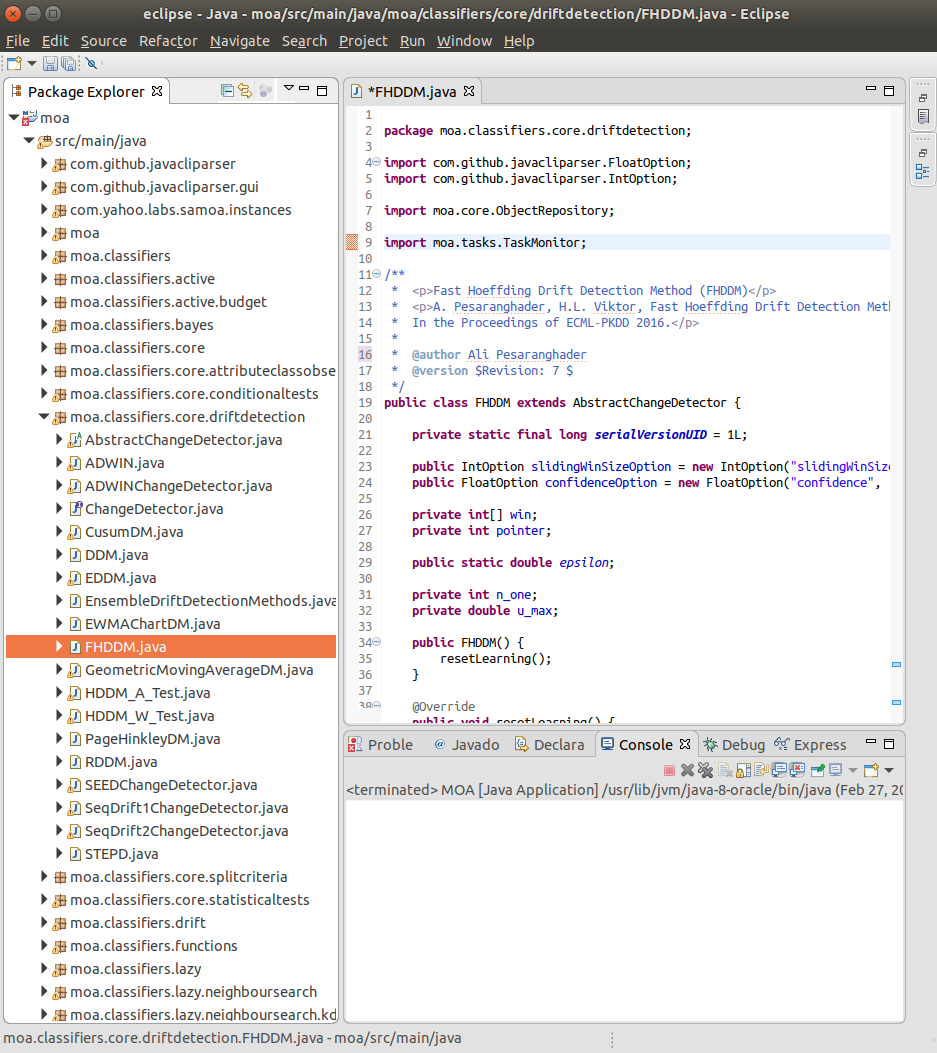 eclipse - Java - moa/src/main/java/moa/classifiers/core/driftdetection/FHDDM.java - Eclipse
File Edit Source Refactor Navigate Search Project Run Window Help
Package Explorer
moa
src/main/java
com.github.javacliparser
com.github.javacliparser.gui
com.yahoo.labs.samoa.instances
moa
moa.classifiers
moa.classifiers.active
moa.classifiers.active.budget
moa.classifiers.bayes
moa.classifiers.core
moa.classifiers.core.attributeclassobse
moa.classifiers.core.conditionaltests
moa.classifiers.core.driftdetection
AbstractChangeDetector.java
ADWIN.java
ADWINChangeDetector.java
ChangeDetector.java
CusumDM.java
DDM.java
EDDM.java
EnsembleDriftDetectionMethods.java
EWMAChartDM.java
FHDDM.java
GeometricMovingAverageDM.java
HDDM_A_Test.java
HDDM_W_Test.java
PageHinkleyDM.java
RDDM.java
SEEDChangeDetector.java
SeqDrift1ChangeDetector.java
SeqDrift2ChangeDetector.java
STEPD.java
moa.classifiers.core.splitcriteria
moa.classifiers.core.statisticaltests
moa.classifiers.drift
moa.classifiers.functions
moa.classifiers.lazy
moa.classifiers.lazy.neighboursearch
moa.classifiers.lazy.neighboursearch.kd
*FHDDM.java
1
2 package moa.classifiers.core.driftdetection;
3
4 import com.github.javacliparser.FloatOption;
5 import com.github.javacliparser.IntOption;
6
7 import moa.core.ObjectRepository;
8
9 import moa.tasks.TaskMonitor;
10
11 /**
12 * <p>Fast Hoeffding Drift Detection Method (FHDDM)</p>
13 * <p>A. Pesaranghader, H.L. Viktor, Fast Hoeffding Drift Detection Meth
14 * In the Proceedings of ECML-PKDD 2016.</p>
15 *
16 * @author Ali Pesaranghader
17 * @version $Revision: 7 $
18 */
19 public class FHDDM extends AbstractChangeDetector {
20
21 private static final long serialVersionUID = 1L;
22
23 public IntOption slidingWinSizeOption = new IntOption("slidingWinSize
24 public FloatOption confidenceOption = new FloatOption("confidence",
25
26 private int[] win;
27 private int pointer;
28
29 public static double epsilon;
30
31 private int n_one;
32 private double u_max;
33
34 public FHDDM() {
35 resetLearning();
36 }
37
38 @Override
public void resetLearning() {
Proble Javado Declara Console Debug Express
<terminated> MOA [Java Application] /usr/lib/jvm/java-8-oracle/bin/java (Feb 27, 20
moa.classifiers.core.driftdetection.FHDDM.java - moa/src/main/java